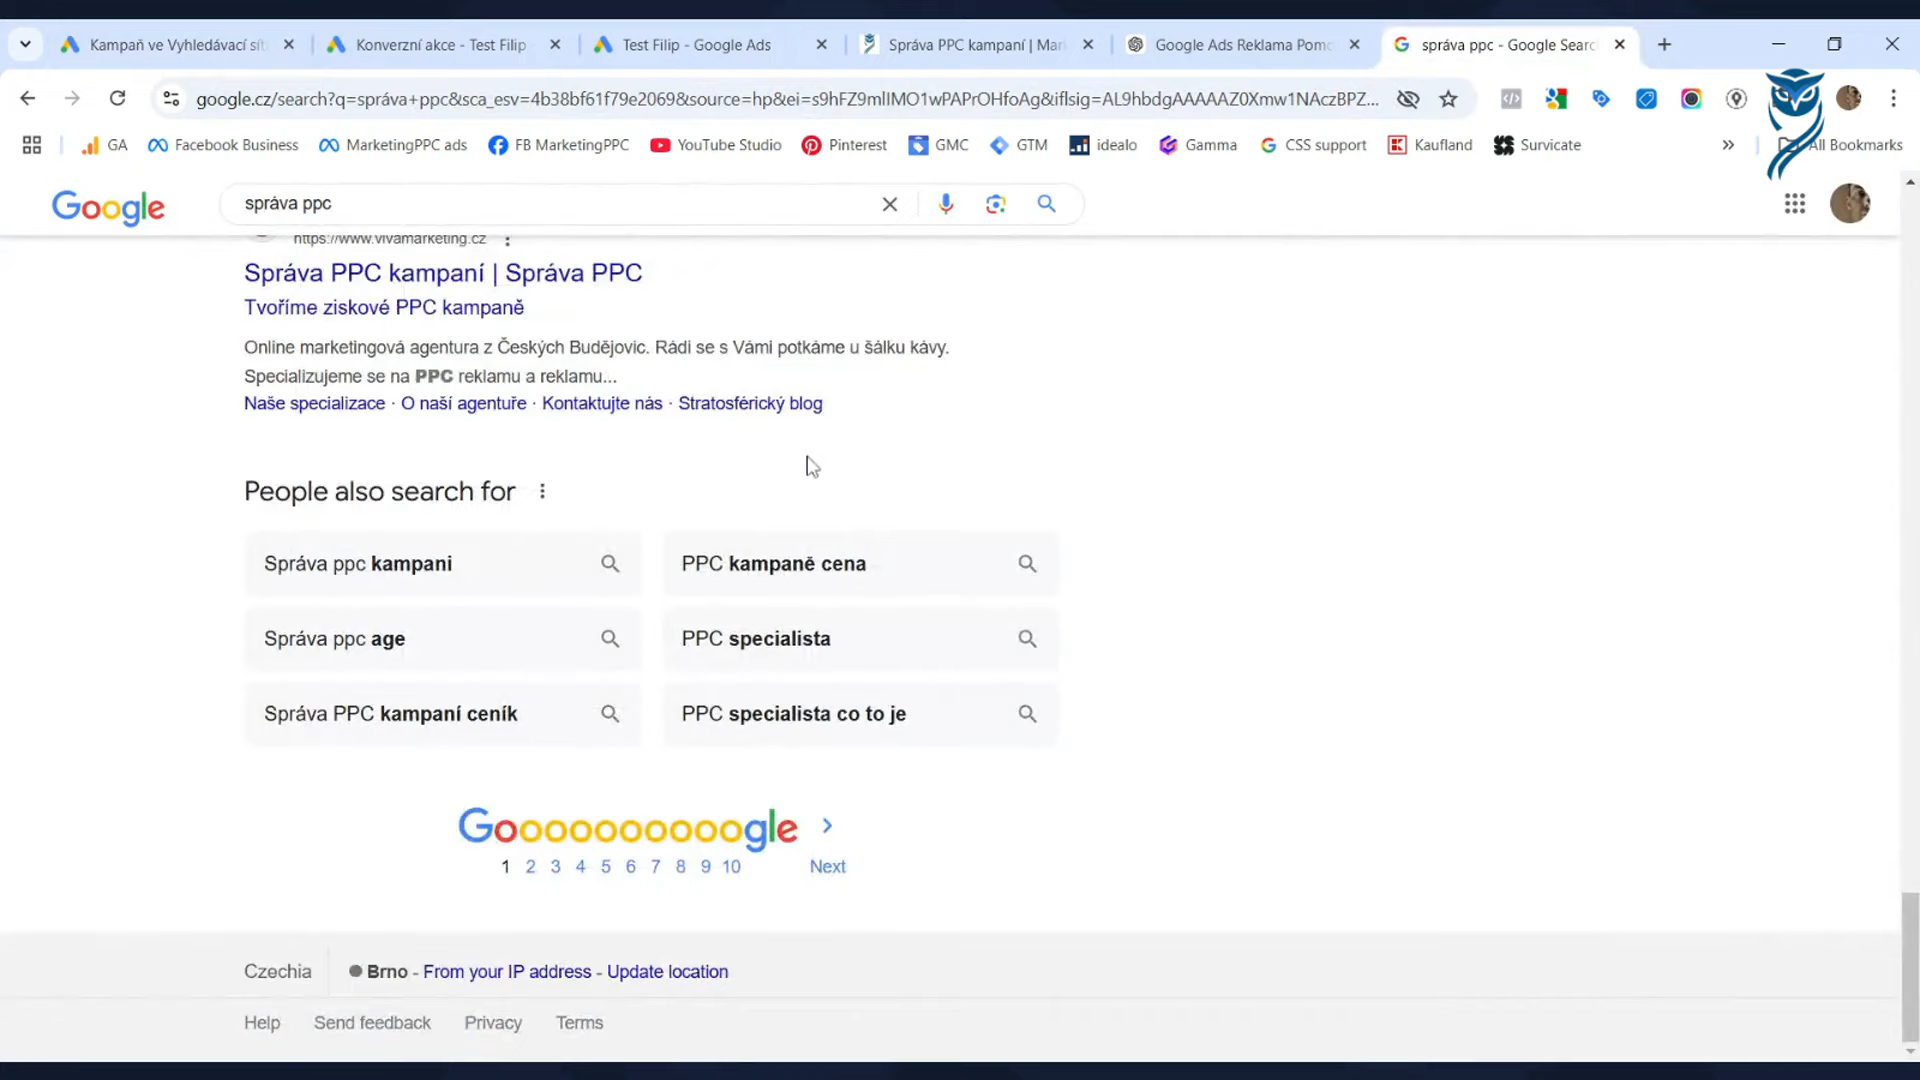 Kampaň ve Vyhledávací sít
Konverzní akce - Test Filip
Test Filip - Google Ads
Správa PPC kampaní | Mar
Google Ads Reklama Pomo
správa ppc - Google Searc
google.cz/search?q=správa+ppc&sca_esv=4b38bf61f79e2069&source=hp&ei=s9hFZ9mlIMO1wPAPrOHfoAg&iflsig=AL9hbdgAAAAAZ0Xmw1NAczBPZ...
GA
Facebook Business
MarketingPPC ads
FB MarketingPPC
YouTube Studio
Pinterest
GMC
GTM
idealo
Gamma
CSS support
Kaufland
Survicate
All Bookmarks
Google
správa ppc
https://www.vivamarketing.cz
Správa PPC kampaní | Správa PPC
Tvoříme ziskové PPC kampaně
Online marketingová agentura z Českých Budějovic. Rádi se s Vámi potkáme u šálku kávy.
Specializujeme se na PPC reklamu a reklamu...
Naše specializace · O naší agentuře · Kontaktujte nás · Stratosférický blog
People also search for
Správa ppc kampani
PPC kampaně cena
Správa ppc age
PPC specialista
Správa PPC kampaní ceník
PPC specialista co to je
Goooooooooogle
1 2 3 4 5 6 7 8 9 10 Next
Czechia
Brno - From your IP address - Update location
Help Send feedback Privacy Terms